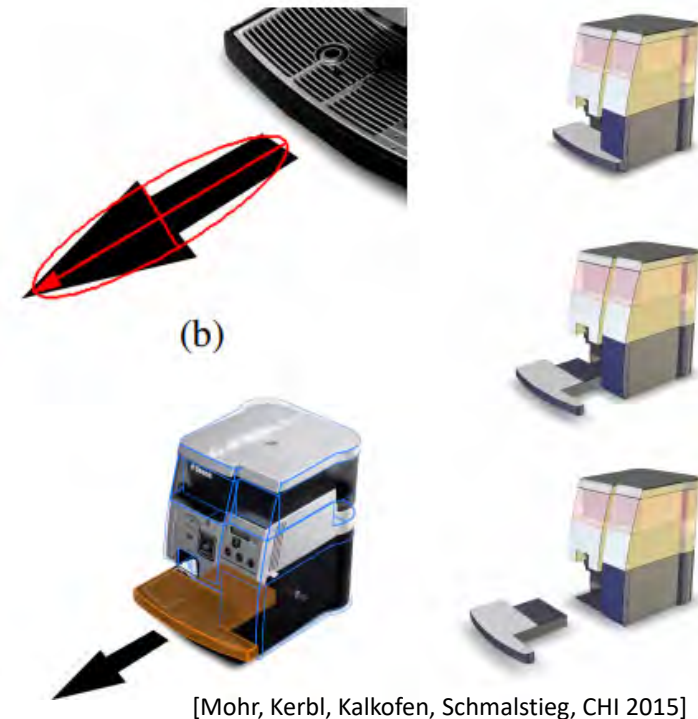 (b)
[Mohr, Kerbl, Kalkofen, Schmalstieg, CHI 2015]